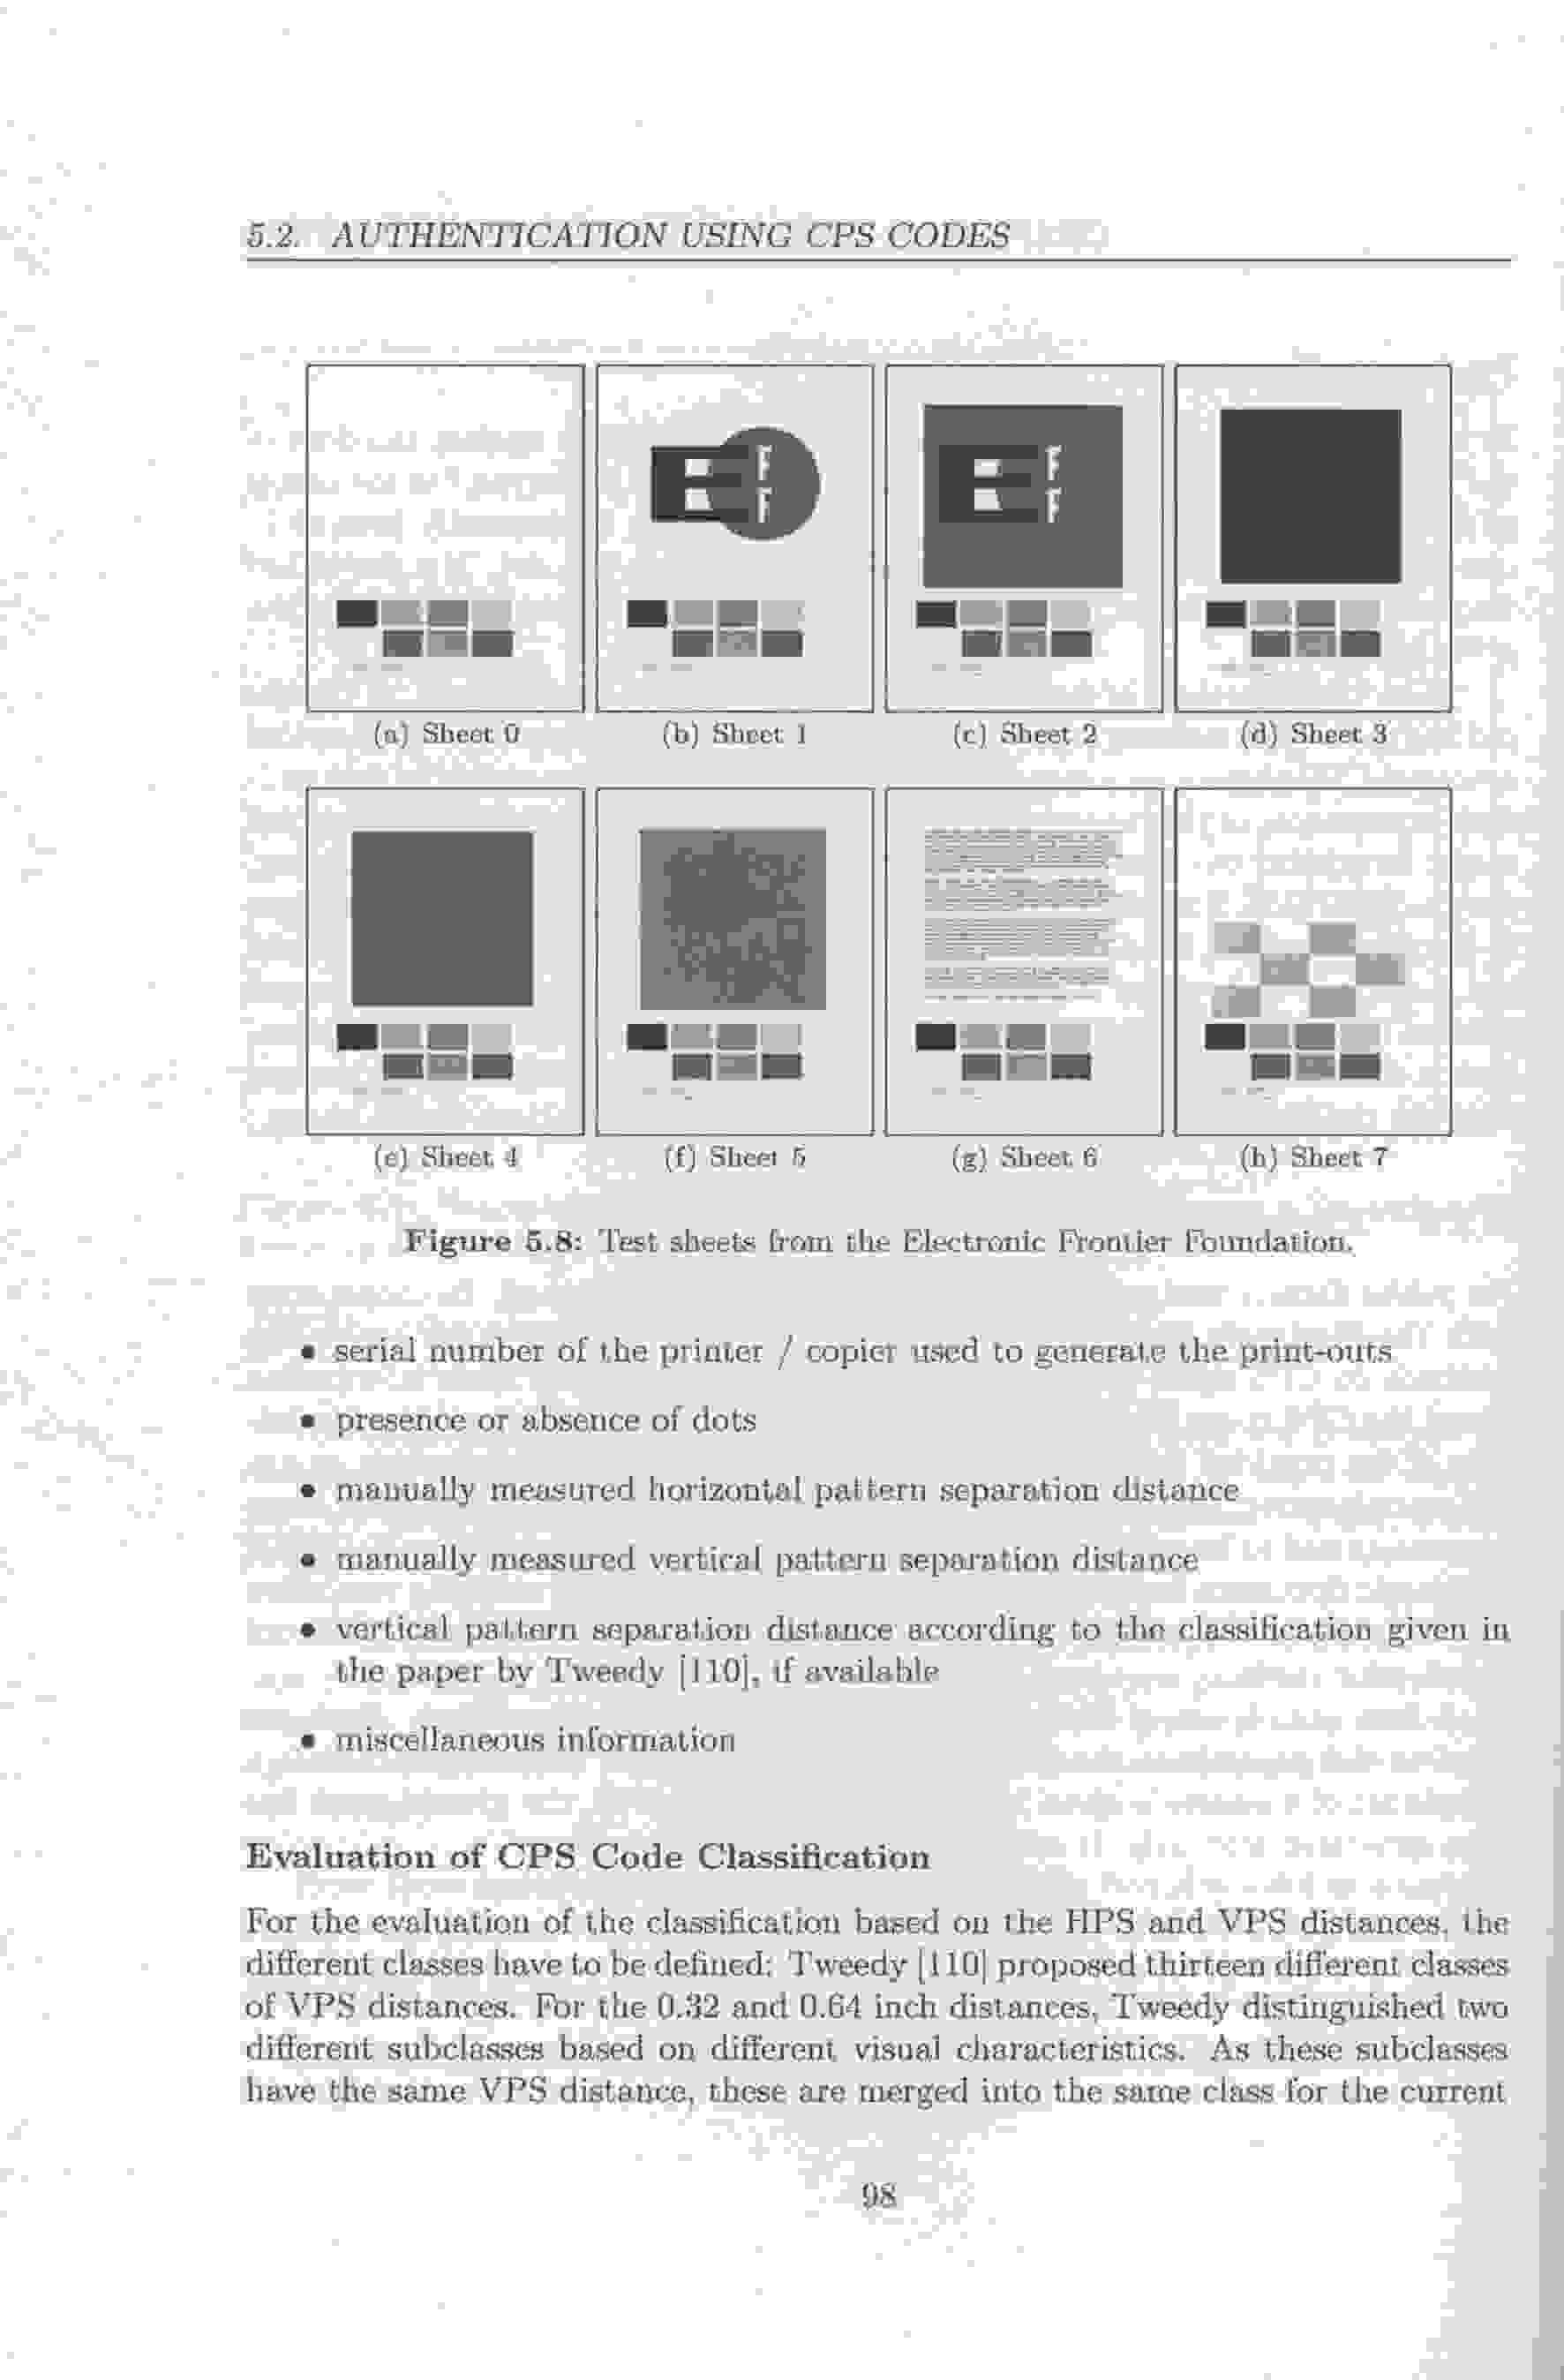 5.2. AUTHENTICATION USING CPS CODES
E F F
E F F
(a) Sheet 0
(b) Sheet 1
(c) Sheet 2
(d) Sheet 3
(e) Sheet 4
(f) Sheet 5
(g) Sheet 6
(h) Sheet 7
Figure 5.8: Test sheets from the Electronic Frontier Foundation.
• serial number of the printer / copier used to generate the print-outs
• presence or absence of dots
• manually measured horizontal pattern separation distance
• manually measured vertical pattern separation distance
• vertical pattern separation distance according to the classification given in
the paper by Tweedy [110], if available
• miscellaneous information
Evaluation of CPS Code Classification
For the evaluation of the classification based on the HPS and VPS distances, the
different classes have to be defined: Tweedy [110] proposed thirteen different classes
of VPS distances. For the 0.32 and 0.64 inch distances, Tweedy distinguished two
different subclasses based on different visual characteristics. As these subclasses
have the same VPS distance, these are merged into the same class for the current
98